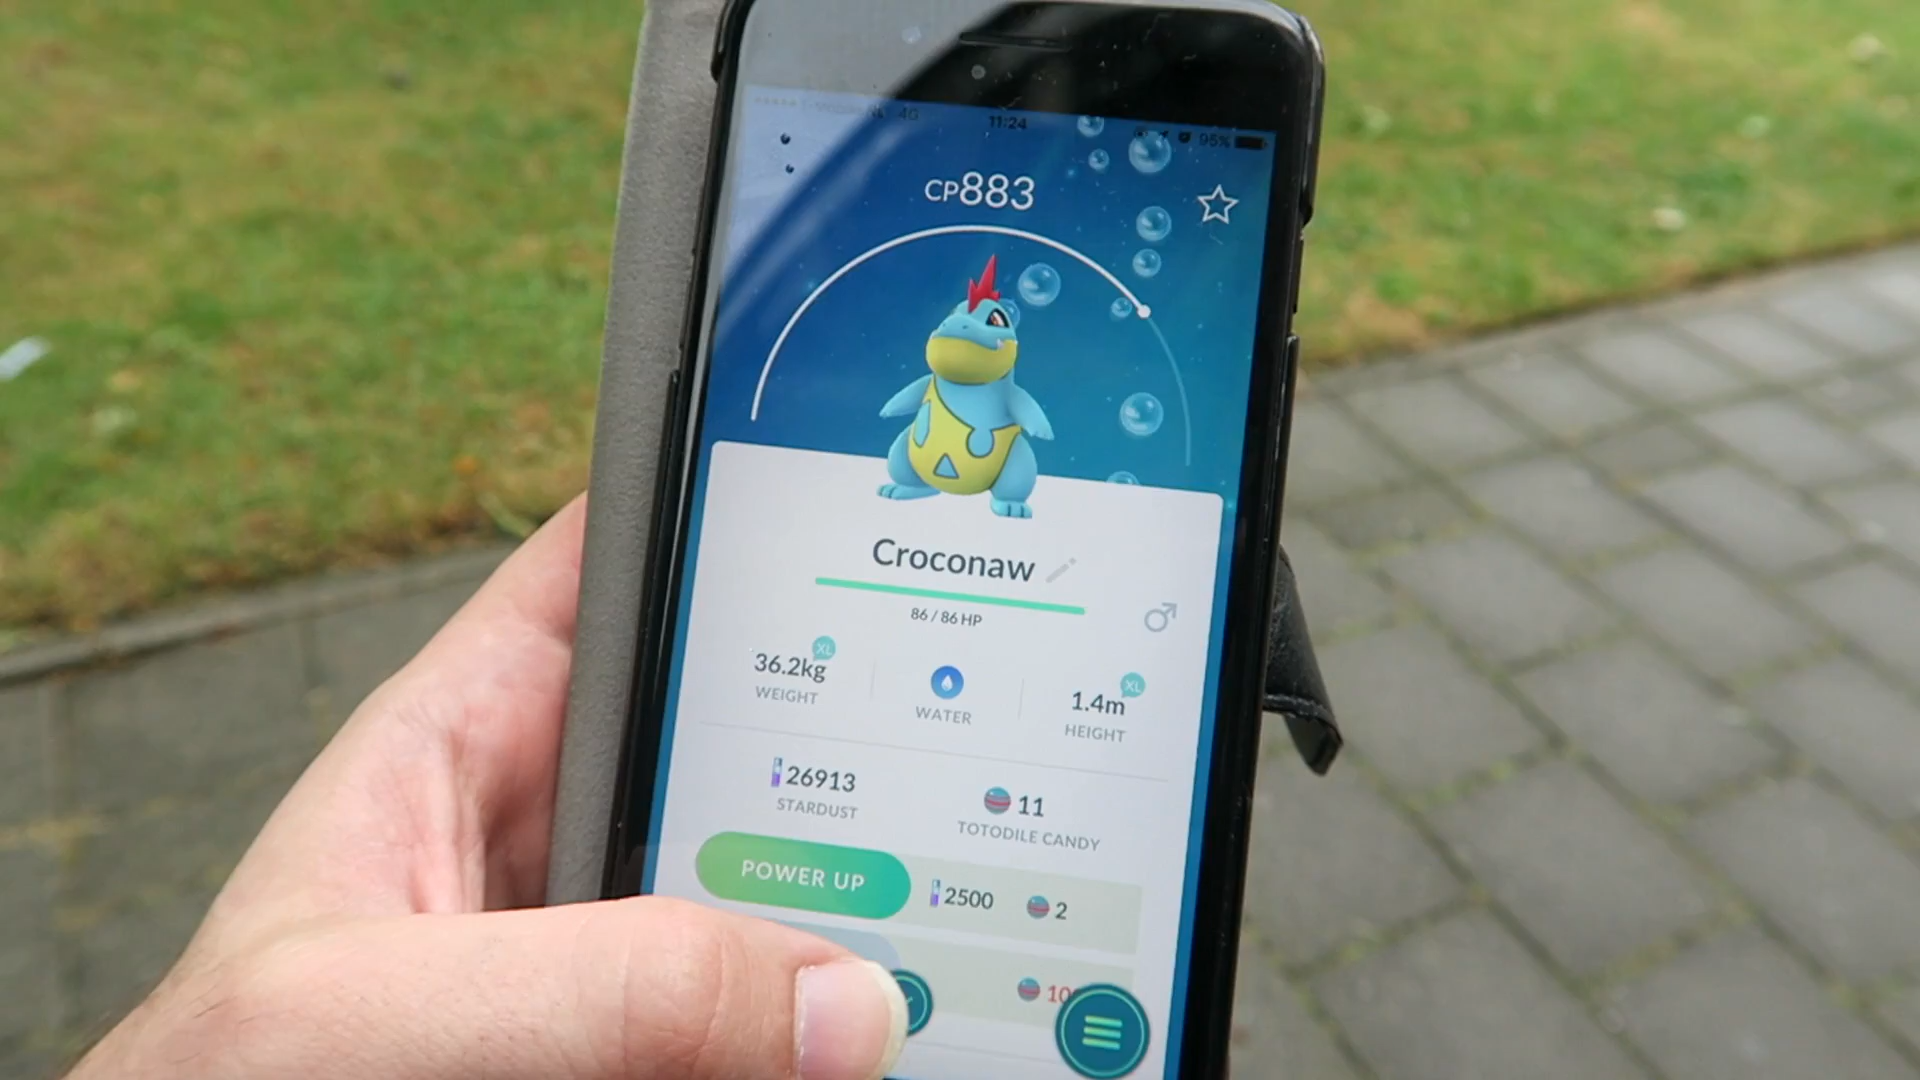 4G 11:24 95%
CP883
Croconaw
86 / 86 HP
XL XL
36.2kg 1.4m
WEIGHT WATER HEIGHT
26913 11
STARDUST TOTODILE CANDY
POWER UP 2500 2